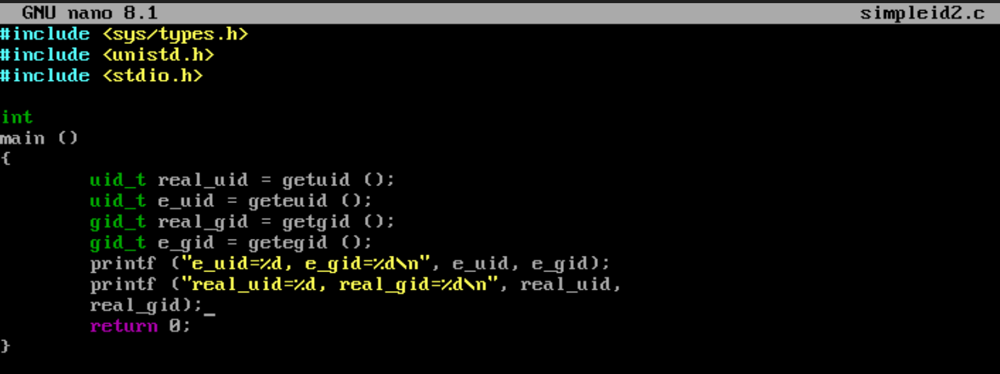 GNU nano 8.1 simpleid2.c
#include <sys/types.h>
#include <unistd.h>
#include <stdio.h>
int
main ()
{
uid_t real_uid = getuid ();
uid_t e_uid = geteuid ();
gid_t real_gid = getgid ();
gid_t e_gid = getegid ();
printf ("e_uid=%d, e_gid=%d\n", e_uid, e_gid);
printf ("real_uid=%d, real_gid=%d\n", real_uid,
real_gid);
return 0;
}